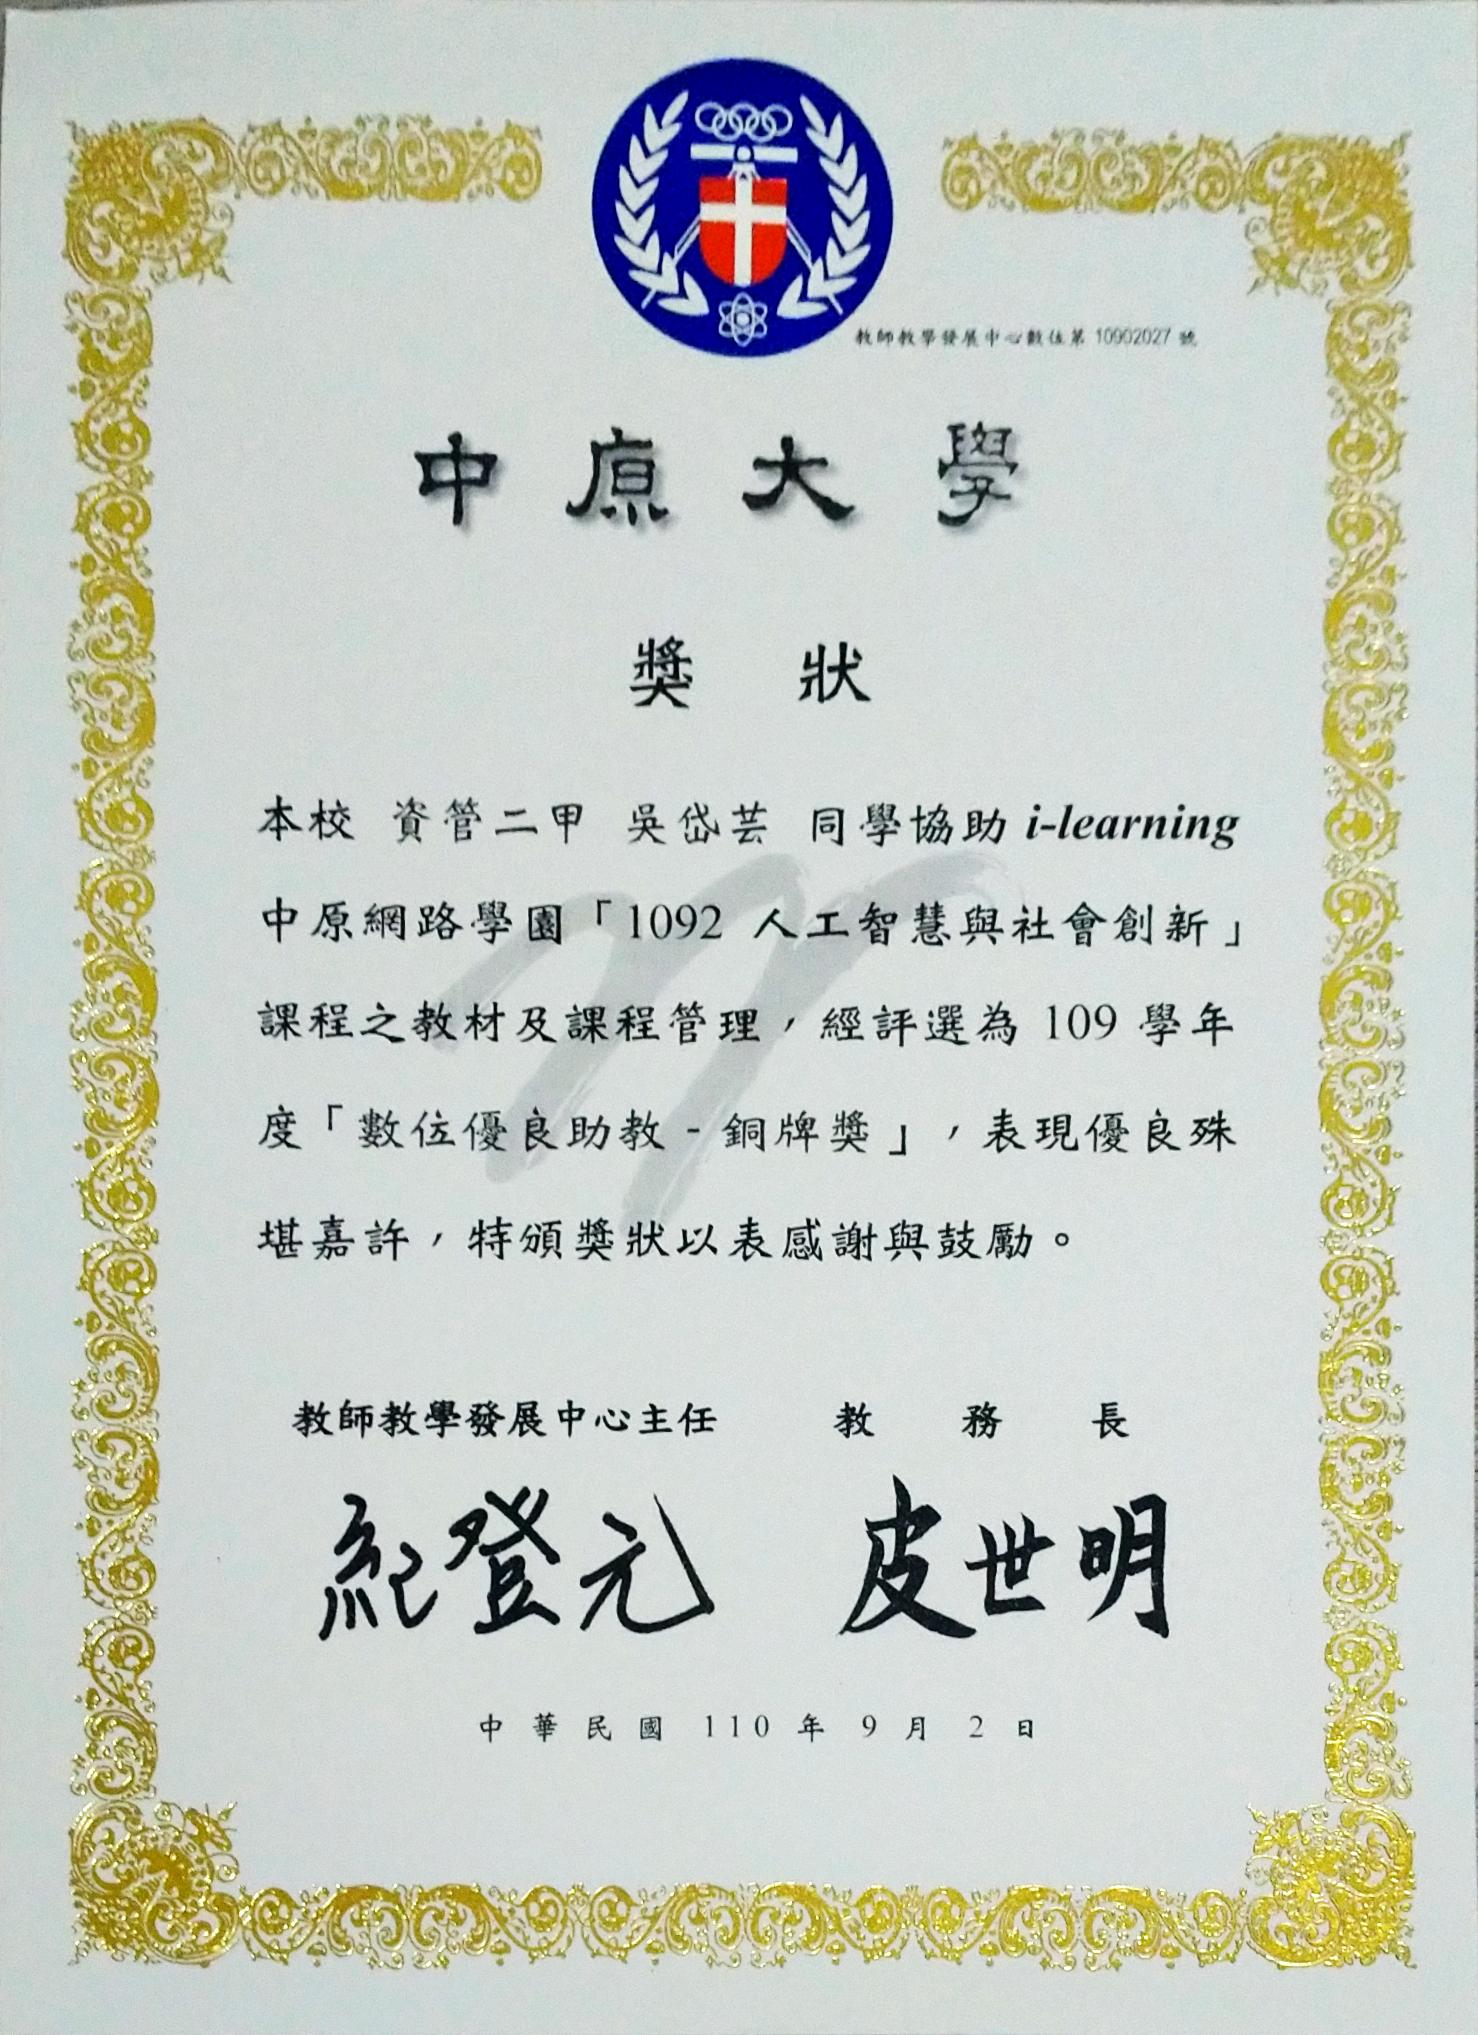 教師教學發展中心數位第 10902027 號
中原大學
獎狀
本校 資管二甲 吳岱芸 同學協助 i-learning
中原網路學園「1092 人工智慧與社會創新」
課程之教材及課程管理，經評選為 109 學年
度「數位優良助教 - 銅牌獎」，表現優良殊
堪嘉許，特頒獎狀以表感謝與鼓勵。
教師教學發展中心主任 教務長
紀登元 皮世明
中華民國 110 年 9 月 2 日